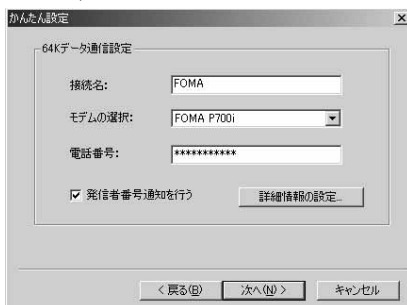 かんたん設定
64Kデータ通信設定
接続名: FOMA
モデムの選択: FOMA P700i
電話番号: ***********
発信者番号通知を行う 詳細情報の設定...
< 戻る(B) 次へ(N) > キャンセル